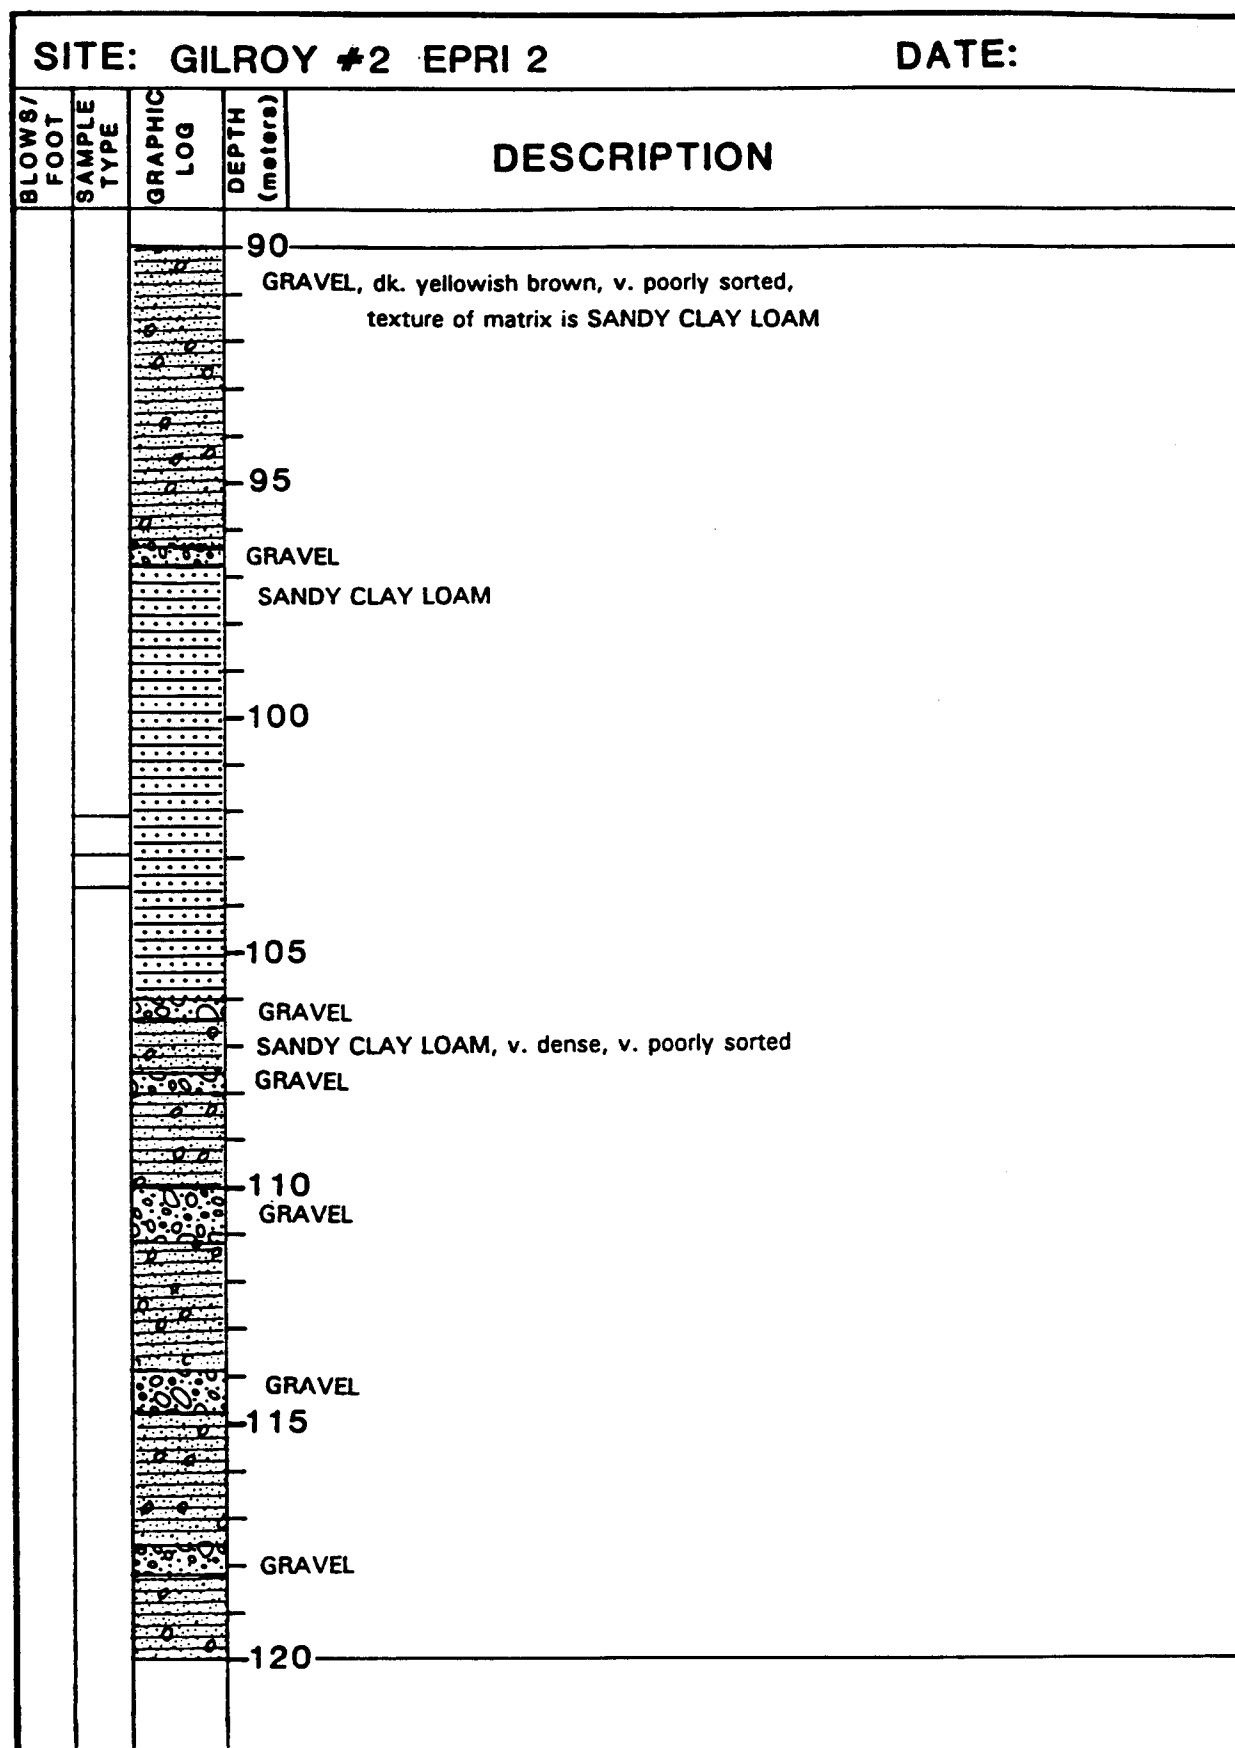 SITE: GILROY #2 EPRI 2 DATE:
BLOWS/
FOOT
SAMPLE
TYPE
GRAPHIC
LOG
DEPTH
(meters)
DESCRIPTION
90
GRAVEL, dk. yellowish brown, v. poorly sorted,
texture of matrix is SANDY CLAY LOAM
95
GRAVEL
SANDY CLAY LOAM
100
105
GRAVEL
SANDY CLAY LOAM, v. dense, v. poorly sorted
GRAVEL
110
GRAVEL
GRAVEL
115
GRAVEL
120